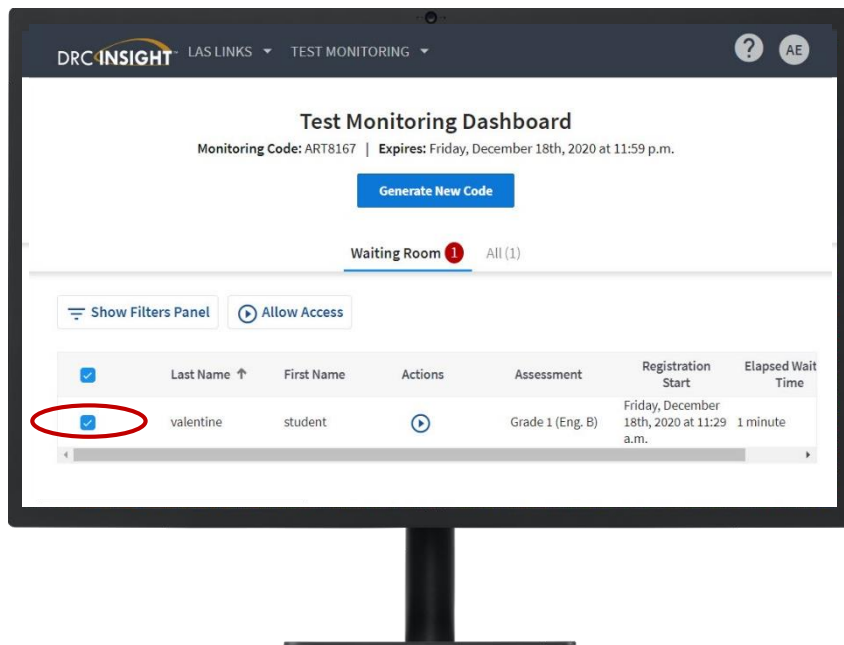 DRC INSIGHT LAS LINKS TEST MONITORING ? AE
Test Monitoring Dashboard
Monitoring Code: ART8167 | Expires: Friday, December 18th, 2020 at 11:59 p.m.
Generate New Code
Waiting Room 1 All (1)
Show Filters Panel Allow Access
Last Name ↑ First Name Actions Assessment Registration Start Elapsed Wait Time
valentine student Grade 1 (Eng. B) Friday, December 18th, 2020 at 11:29 a.m. 1 minute